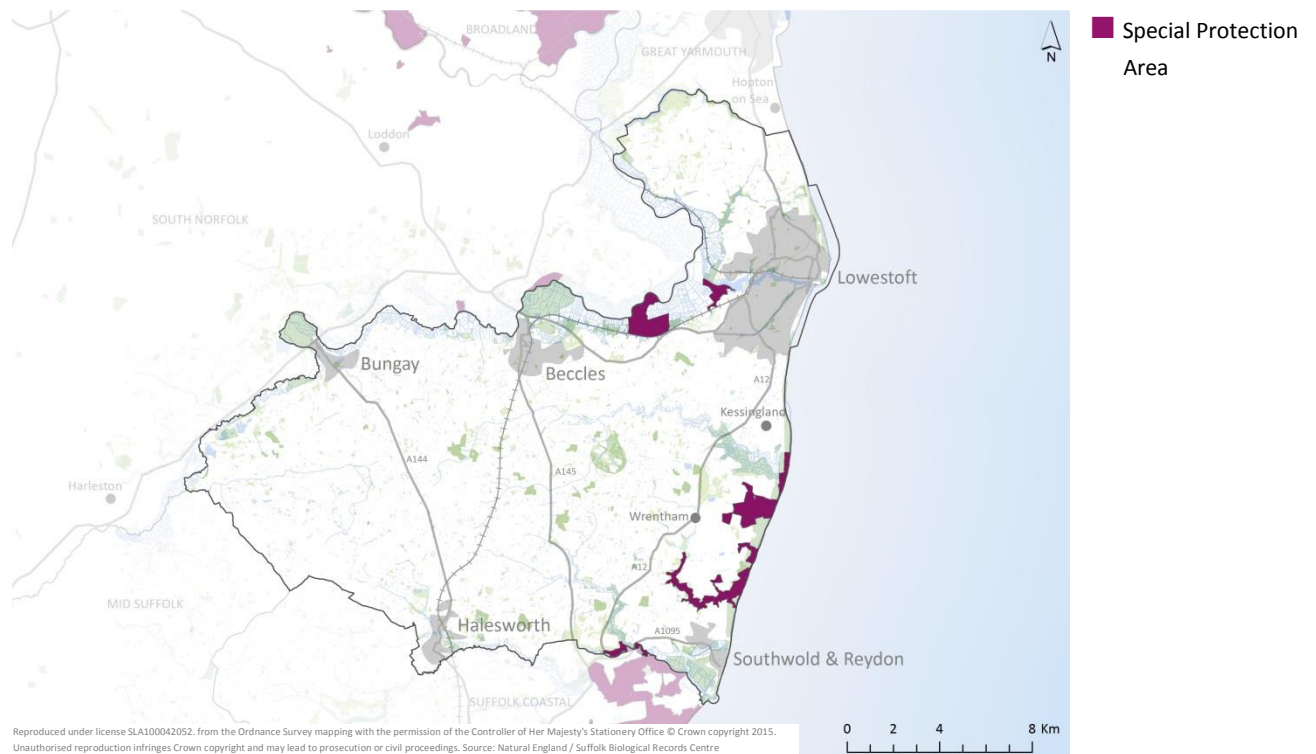 BROADLAND
GREAT YARMOUTH
N
Special Protection
Area
Hopton
on Sea
Loddon
SOUTH NORFOLK
Lowestoft
Bungay
Beccles
A12
Kessingland
A144
A145
Harleston
Wrentham
A12
MID SUFFOLK
Halesworth
A1095
Southwold & Reydon
SUFFOLK COASTAL
Reproduced under license SLA100042052. from the Ordnance Survey mapping with the permission of the Controller of Her Majesty's Stationery Office © Crown copyright 2015.
Unauthorised reproduction infringes Crown copyright and may lead to prosecution or civil proceedings. Source: Natural England / Suffolk Biological Records Centre
0 2 4 8 Km